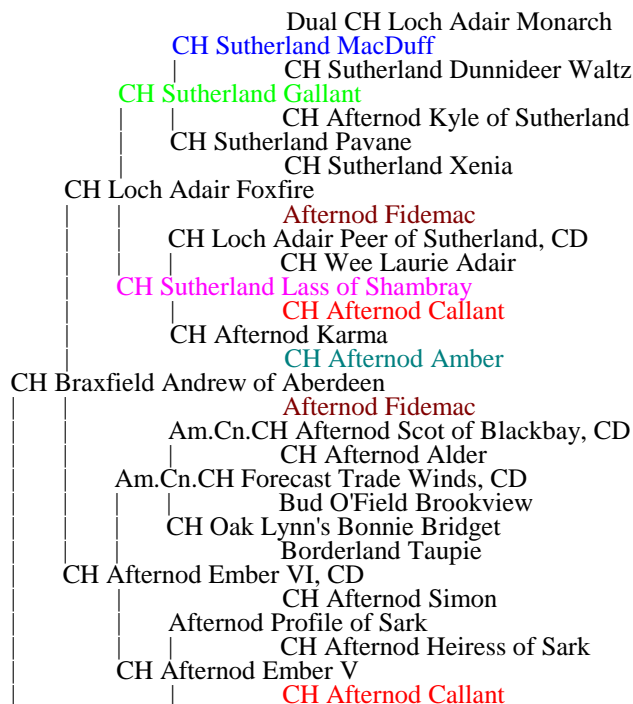 Dual CH Loch Adair Monarch
CH Sutherland MacDuff
CH Sutherland Dunnideer Waltz
CH Sutherland Gallant
CH Afternod Kyle of Sutherland
CH Sutherland Pavane
CH Sutherland Xenia
CH Loch Adair Foxfire
Afternod Fidemac
CH Loch Adair Peer of Sutherland, CD
CH Wee Laurie Adair
CH Sutherland Lass of Shambray
CH Afternod Callant
CH Afternod Karma
CH Afternod Amber
CH Braxfield Andrew of Aberdeen
Afternod Fidemac
Am.Cn.CH Afternod Scot of Blackbay, CD
CH Afternod Alder
Am.Cn.CH Forecast Trade Winds, CD
Bud O'Field Brookview
CH Oak Lynn's Bonnie Bridget
Borderland Taupie
CH Afternod Ember VI, CD
CH Afternod Simon
Afternod Profile of Sark
CH Afternod Heiress of Sark
CH Afternod Ember V
CH Afternod Callant